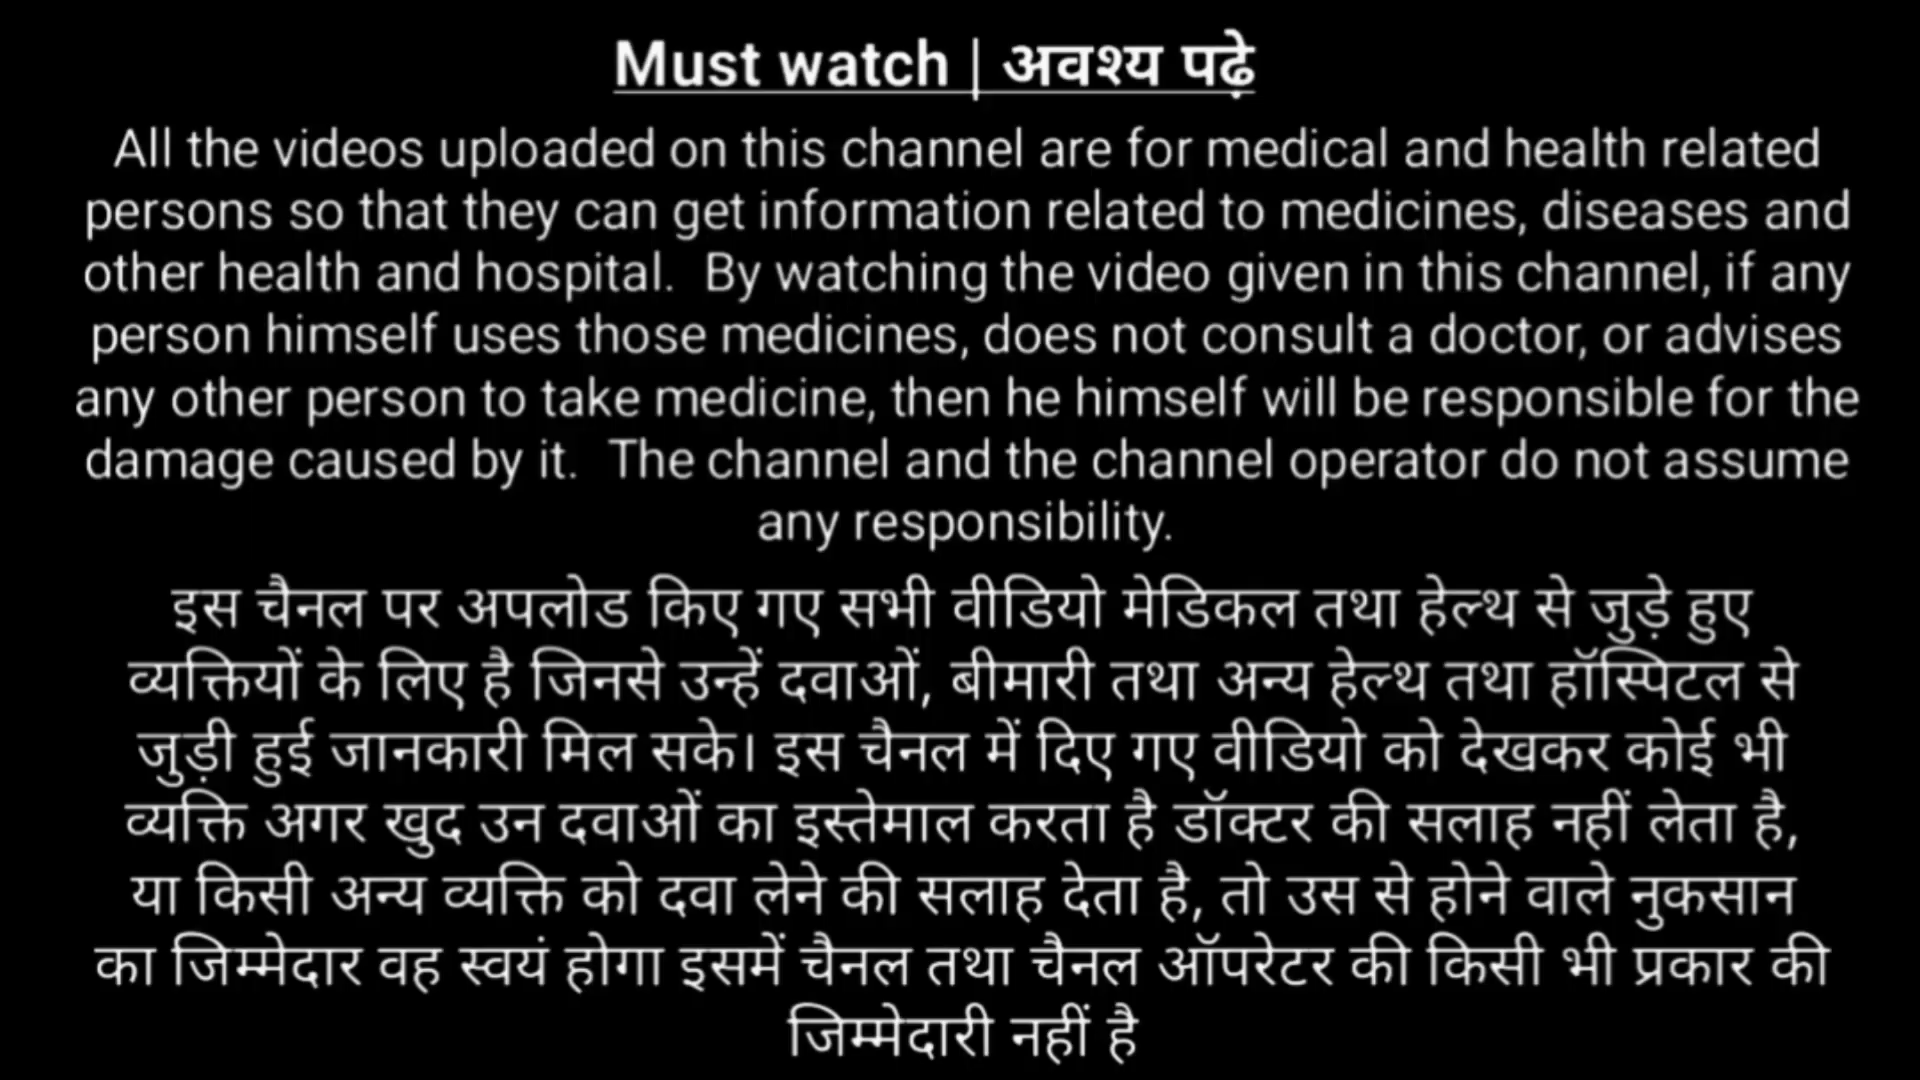 Must watch | अवश्य पढ़े
All the videos uploaded on this channel are for medical and health related
persons so that they can get information related to medicines, diseases and
other health and hospital.  By watching the video given in this channel, if any
person himself uses those medicines, does not consult a doctor, or advises
any other person to take medicine, then he himself will be responsible for the
damage caused by it.  The channel and the channel operator do not assume
any responsibility.
इस चैनल पर अपलोड किए गए सभी वीडियो मेडिकल तथा हेल्थ से जुड़े हुए
व्यक्तियों के लिए है जिनसे उन्हें दवाओं, बीमारी तथा अन्य हेल्थ तथा हॉस्पिटल से
जुड़ी हुई जानकारी मिल सके। इस चैनल में दिए गए वीडियो को देखकर कोई भी
व्यक्ति अगर खुद उन दवाओं का इस्तेमाल करता है डॉक्टर की सलाह नहीं लेता है,
या किसी अन्य व्यक्ति को दवा लेने की सलाह देता है, तो उस से होने वाले नुकसान
का जिम्मेदार वह स्वयं होगा इसमें चैनल तथा चैनल ऑपरेटर की किसी भी प्रकार की
जिम्मेदारी नहीं है